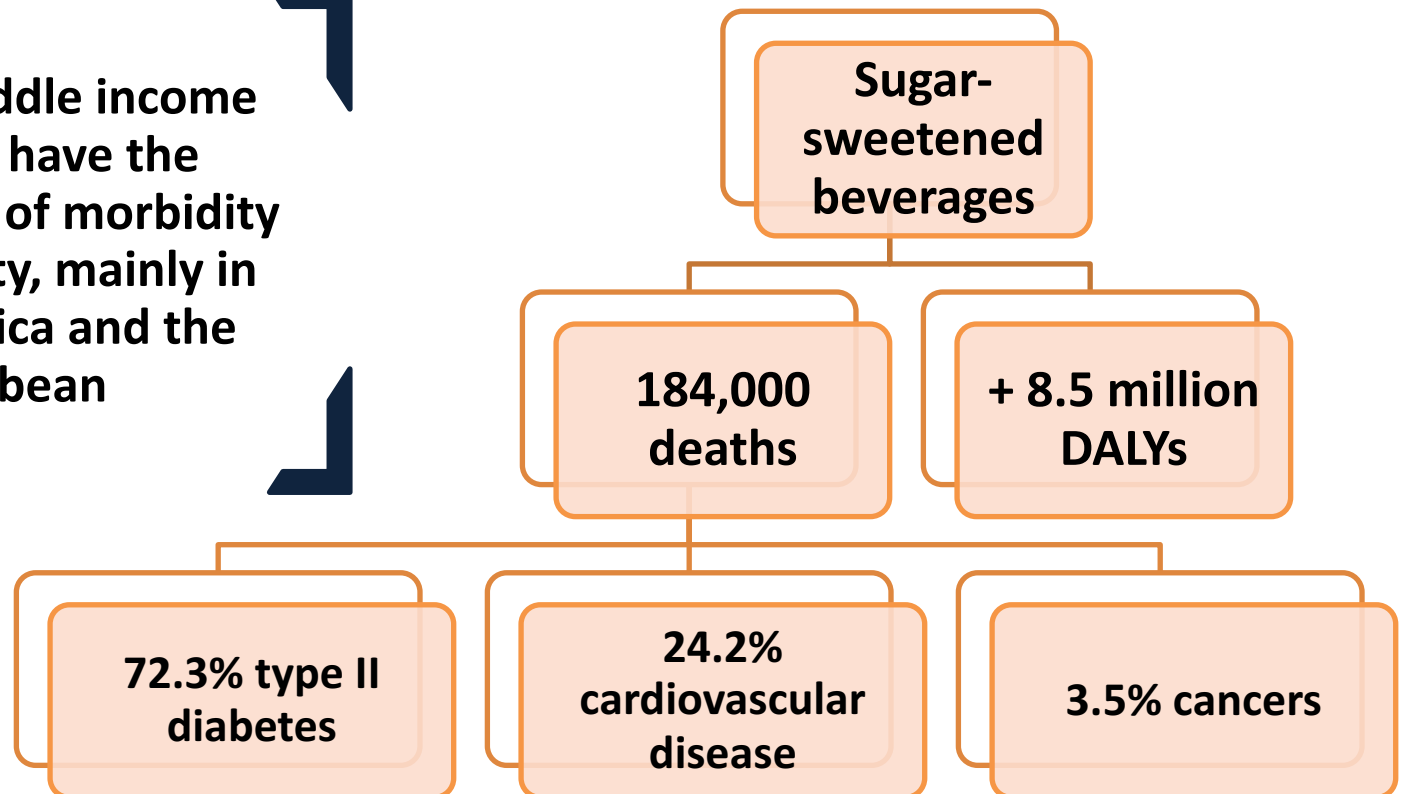 ddle income
have the
of morbidity
ty, mainly in
ica and the
bean
Sugar-
sweetened
beverages
184,000
deaths
+ 8.5 million
DALYs
72.3% type II
diabetes
24.2%
cardiovascular
disease
3.5% cancers